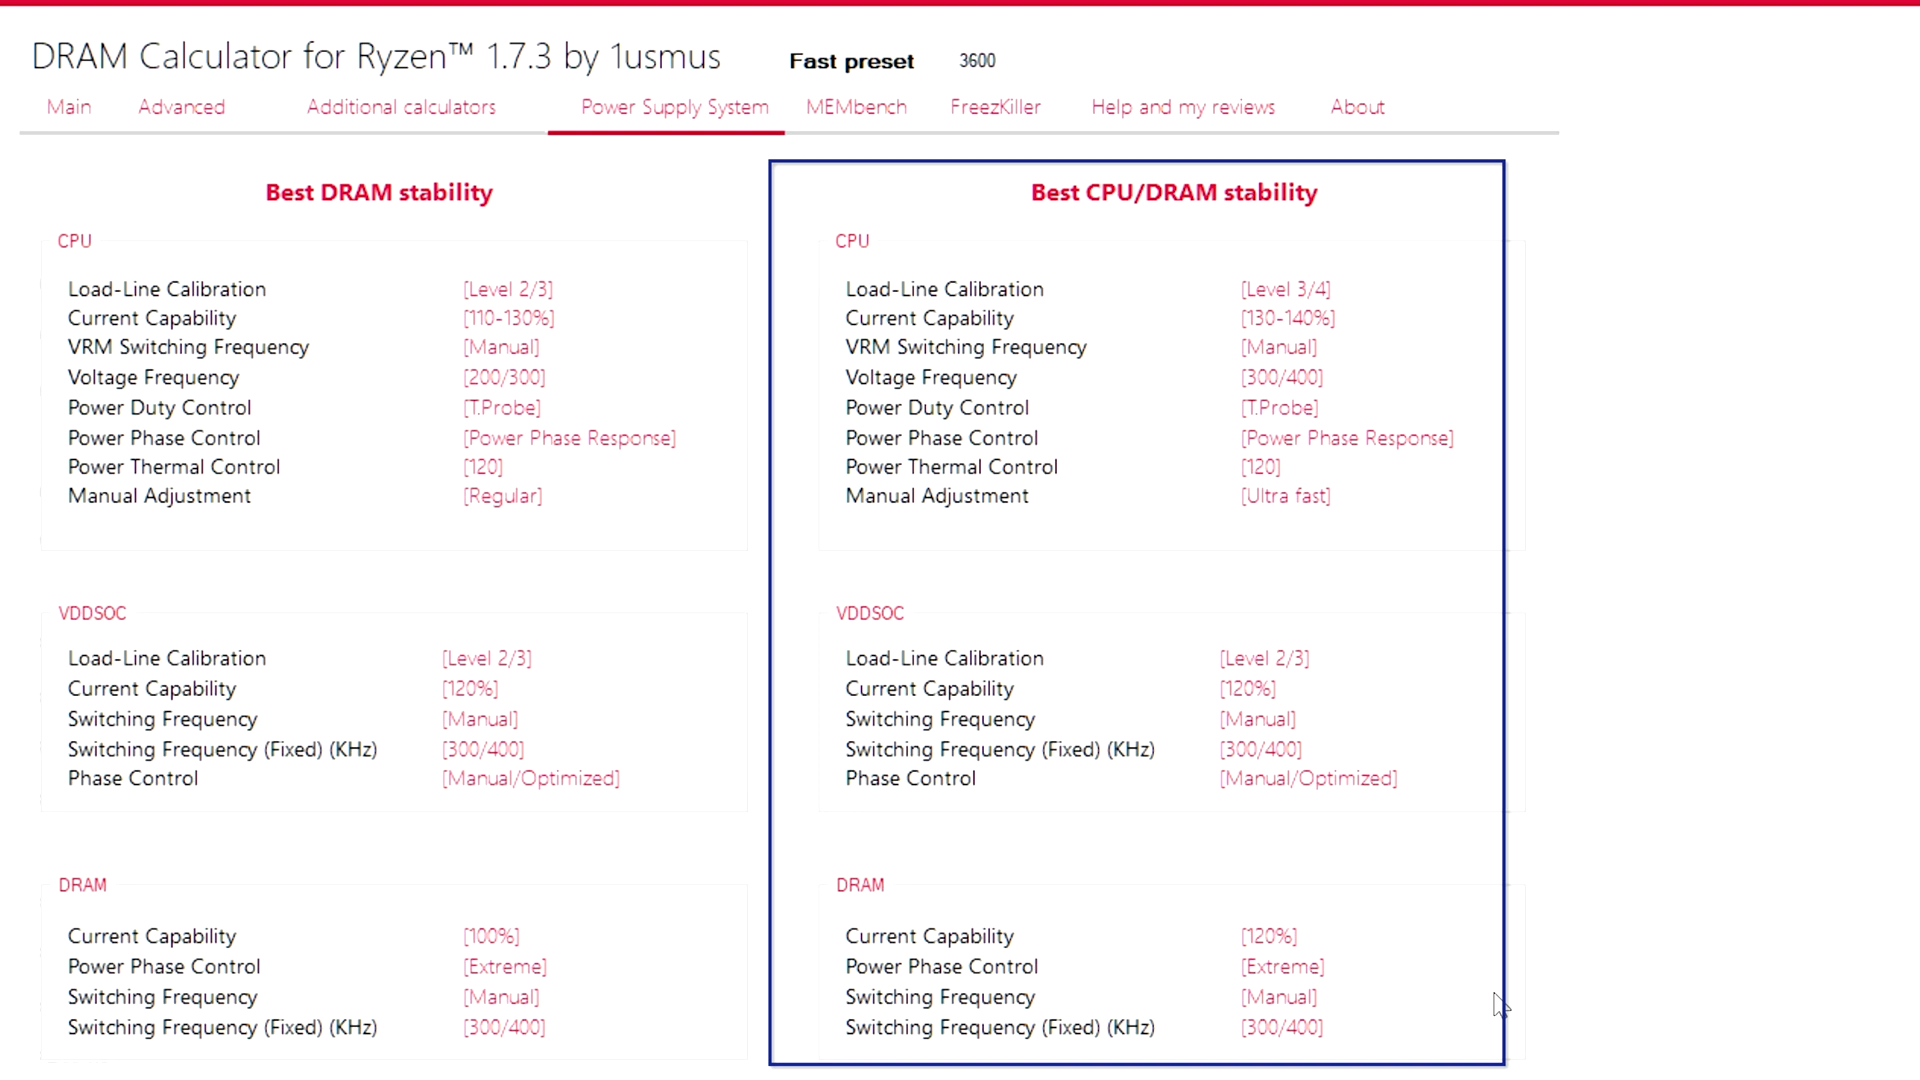 DRAM Calculator for Ryzen™ 1.7.3 by 1usmus Fast preset 3600
Main Advanced Additional calculators Power Supply System MEMbench FreezKiller Help and my reviews About
Best DRAM stability
CPU
Load-Line Calibration [Level 2/3]
Current Capability [110-130%]
VRM Switching Frequency [Manual]
Voltage Frequency [200/300]
Power Duty Control [T.Probe]
Power Phase Control [Power Phase Response]
Power Thermal Control [120]
Manual Adjustment [Regular]
VDDSOC
Load-Line Calibration [Level 2/3]
Current Capability [120%]
Switching Frequency [Manual]
Switching Frequency (Fixed) (KHz) [300/400]
Phase Control [Manual/Optimized]
DRAM
Current Capability [100%]
Power Phase Control [Extreme]
Switching Frequency [Manual]
Switching Frequency (Fixed) (KHz) [300/400]
Best CPU/DRAM stability
CPU
Load-Line Calibration [Level 3/4]
Current Capability [130-140%]
VRM Switching Frequency [Manual]
Voltage Frequency [300/400]
Power Duty Control [T.Probe]
Power Phase Control [Power Phase Response]
Power Thermal Control [120]
Manual Adjustment [Ultra fast]
VDDSOC
Load-Line Calibration [Level 2/3]
Current Capability [120%]
Switching Frequency [Manual]
Switching Frequency (Fixed) (KHz) [300/400]
Phase Control [Manual/Optimized]
DRAM
Current Capability [120%]
Power Phase Control [Extreme]
Switching Frequency [Manual]
Switching Frequency (Fixed) (KHz) [300/400]